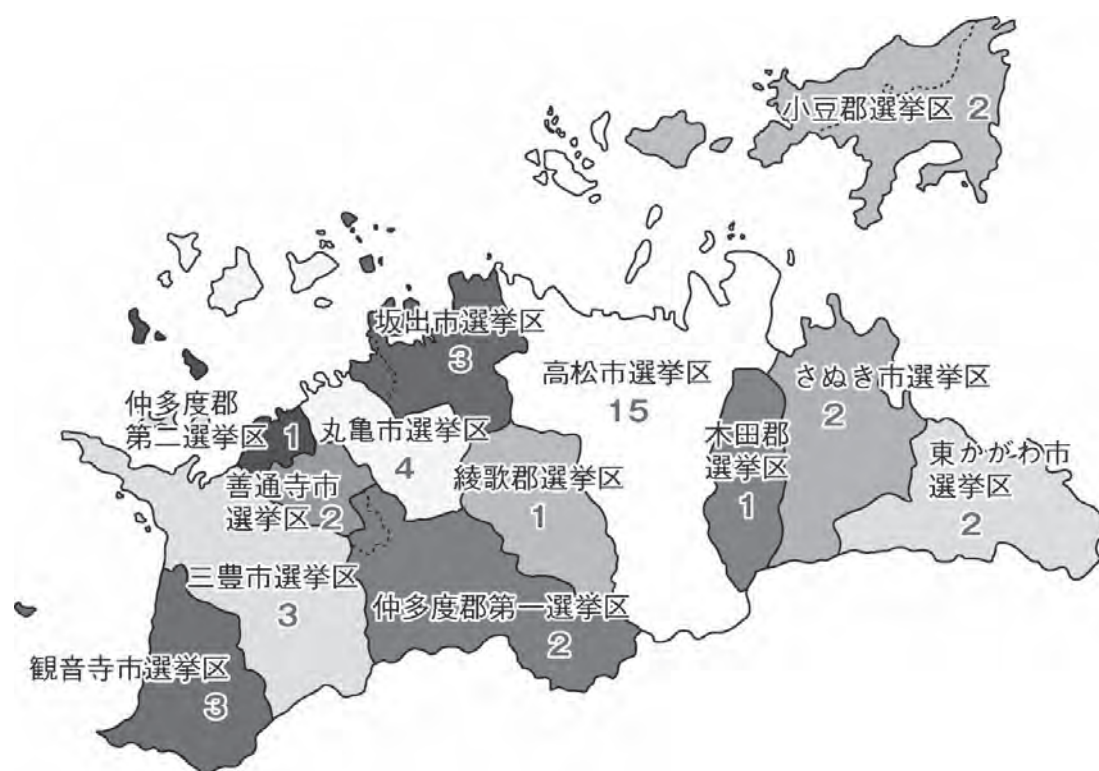 小豆郡選挙区 2
坂出市選挙区
3
高松市選挙区
15
さぬき市選挙区
2
仲多度郡
第二選挙区 1
丸亀市選挙区
4
木田郡
選挙区
1
東かがわ市
選挙区
2
綾歌郡選挙区
1
善通寺市
選挙区 2
三豊市選挙区
3
仲多度郡第一選挙区
2
観音寺市選挙区
3